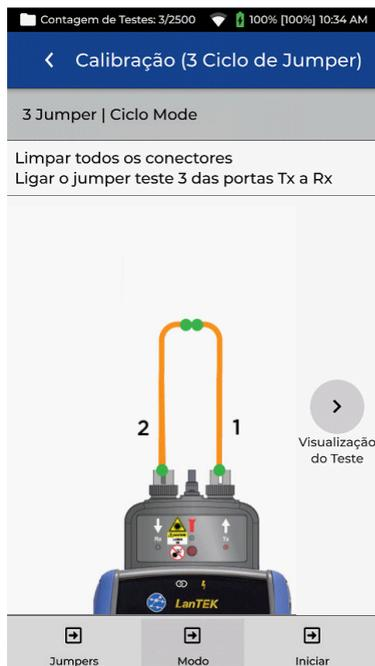 Contagem de Testes: 3/2500 100% [100%] 10:34 AM
Calibração (3 Ciclo de Jumper)
3 Jumper | Ciclo Mode
Limpar todos os conectores
Ligar o jumper teste 3 das portas Tx a Rx
2 1
Visualização
do Teste
Rx Tx
LanTEK
Jumpers Modo Iniciar